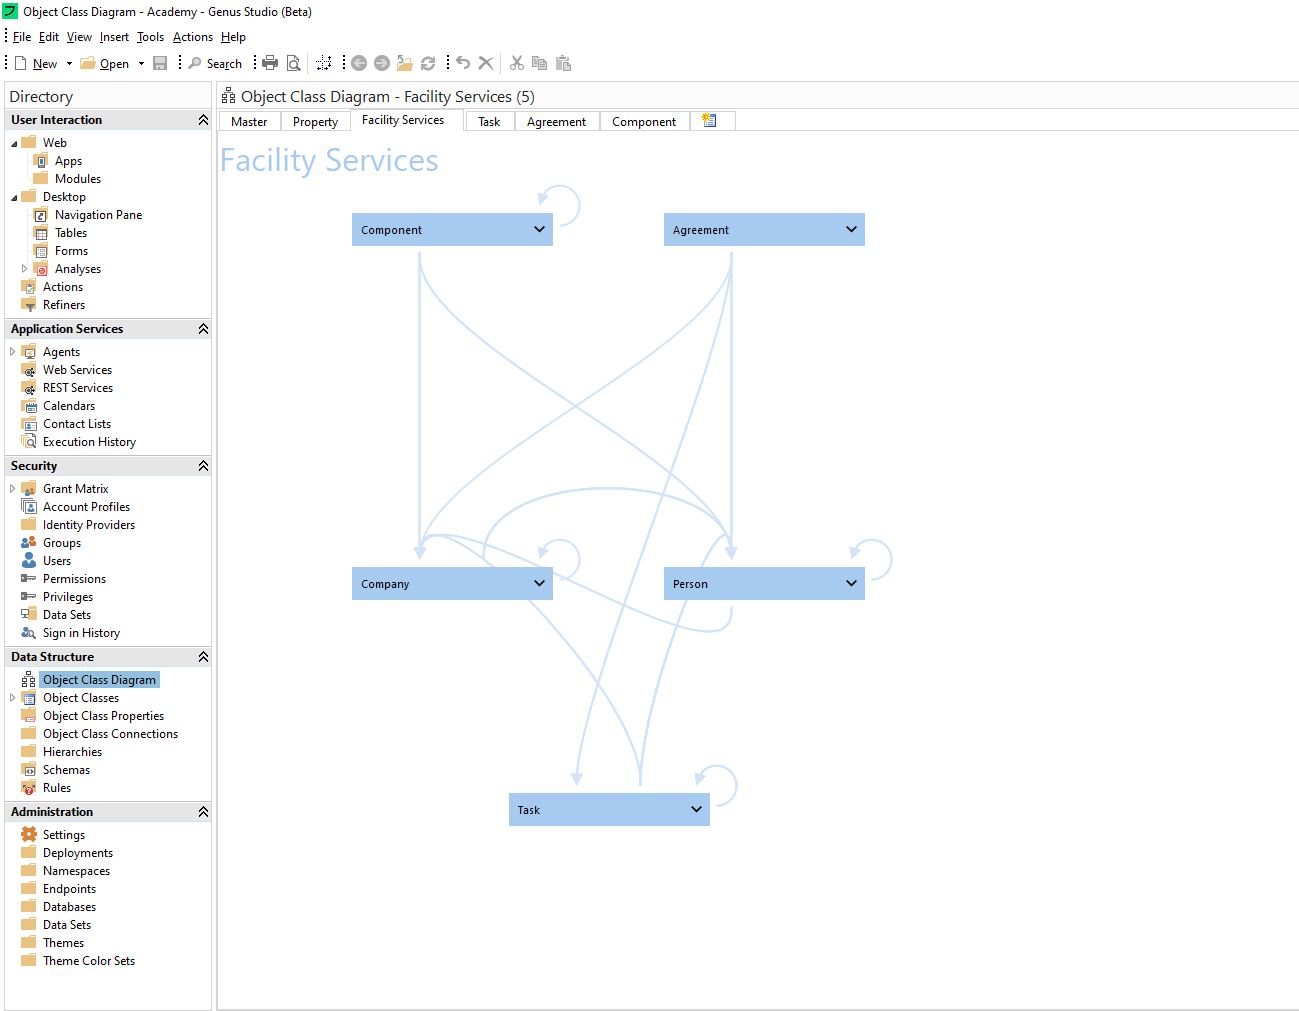 Object Class Diagram - Academy - Genus Studio (Beta)
File Edit View Insert Tools Actions Help
New Open Search
Directory
User Interaction
Web
Apps
Modules
Desktop
Navigation Pane
Tables
Forms
Analyses
Actions
Refiners
Application Services
Agents
Web Services
REST Services
Calendars
Contact Lists
Execution History
Security
Grant Matrix
Account Profiles
Identity Providers
Groups
Users
Permissions
Privileges
Data Sets
Sign in History
Data Structure
Object Class Diagram
Object Classes
Object Class Properties
Object Class Connections
Hierarchies
Schemas
Rules
Administration
Settings
Deployments
Namespaces
Endpoints
Databases
Data Sets
Themes
Theme Color Sets
Object Class Diagram - Facility Services (5)
Master Property Facility Services Task Agreement Component
Facility Services
Component Agreement
Company Person
Task